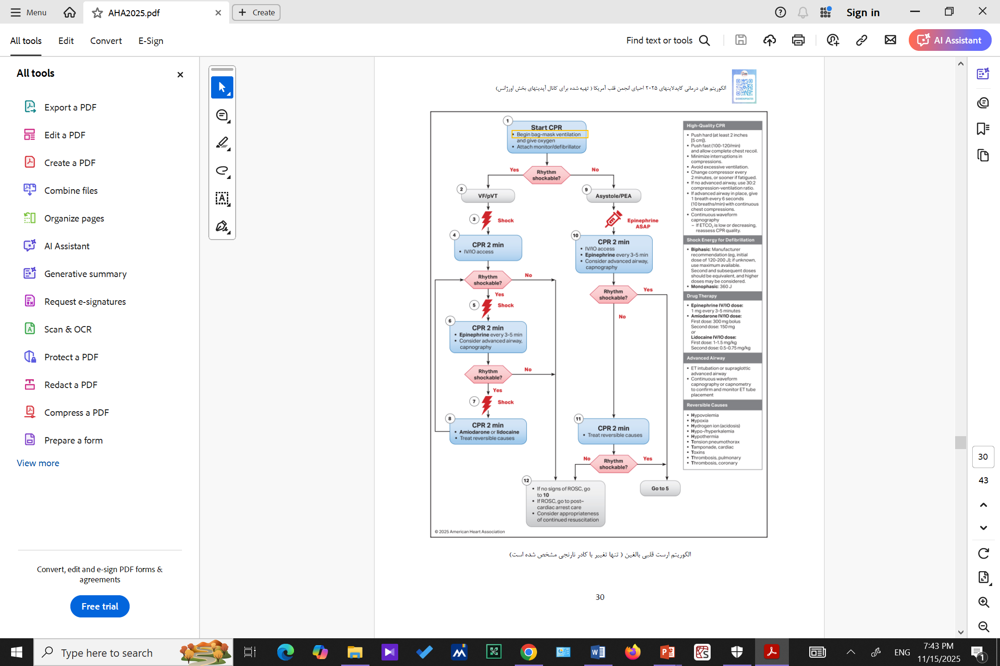 Menu
AHA2025.pdf
Create
Sign in
All tools
Edit
Convert
E-Sign
Find text or tools
AI Assistant
All tools
Export a PDF
Edit a PDF
Create a PDF
Combine files
Organize pages
AI Assistant
Generative summary
Request e-signatures
Scan & OCR
Protect a PDF
Redact a PDF
Compress a PDF
Prepare a form
View more
Convert, edit and e-sign PDF forms &
agreements
Free trial
الگوریتم های درمانی گایدلاینهای ۲۰۲۵ احیای انجمن قلب آمریکا ( تهیه شده برای کانال آپدیتهای بخش اورژانس)
@EMEDUPDATES
1
Start CPR
• Begin bag-mask ventilation
and give oxygen
• Attach monitor/defibrillator
Yes
Rhythm
shockable?
No
2
VF/pVT
9
Asystole/PEA
3
Shock
Epinephrine
ASAP
4
CPR 2 min
• IV/IO access
10
CPR 2 min
• IV/IO access
• Epinephrine every 3-5 min
• Consider advanced airway,
capnography
Rhythm
shockable?
No
Yes
Rhythm
shockable?
Yes
No
5
Shock
6
CPR 2 min
• Epinephrine every 3-5 min
• Consider advanced airway,
capnography
Rhythm
shockable?
No
Yes
7
Shock
8
CPR 2 min
• Amiodarone or lidocaine
• Treat reversible causes
11
CPR 2 min
• Treat reversible causes
No
Rhythm
shockable?
Yes
12
• If no signs of ROSC, go
to 10
• If ROSC, go to post–
cardiac arrest care
• Consider appropriateness
of continued resuscitation
Go to 5
High-Quality CPR
• Push hard (at least 2 inches
[5 cm]).
• Push fast (100-120/min)
and allow complete chest recoil.
• Minimize interruptions in
compressions.
• Avoid excessive ventilation.
• Change compressor every
2 minutes, or sooner if fatigued.
• If no advanced airway, use 30:2
compression-ventilation ratio.
• If advanced airway in place, give
1 breath every 6 seconds
(10 breaths/min) with continuous
chest compressions.
• Continuous waveform
capnography
– If ETCO₂ is low or decreasing,
reassess CPR quality.
Shock Energy for Defibrillation
• Biphasic: Manufacturer
recommendation (eg, initial
dose of 120-200 J); if unknown,
use maximum available.
Second and subsequent doses
should be equivalent, and higher
doses may be considered.
• Monophasic: 360 J
Drug Therapy
• Epinephrine IV/IO dose:
1 mg every 3-5 minutes
• Amiodarone IV/IO dose:
First dose: 300 mg bolus
Second dose: 150 mg
or
Lidocaine IV/IO dose:
First dose: 1-1.5 mg/kg
Second dose: 0.5-0.75 mg/kg
Advanced Airway
• ET intubation or supraglottic
advanced airway
• Continuous waveform
capnography or capnometry
to confirm and monitor ET tube
placement
Reversible Causes
• Hypovolemia
• Hypoxia
• Hydrogen ion (acidosis)
• Hypo-/hyperkalemia
• Hypothermia
• Tension pneumothorax
• Tamponade, cardiac
• Toxins
• Thrombosis, pulmonary
• Thrombosis, coronary
© 2025 American Heart Association
الگوریتم ارست قلبی بالغین ( تنها تغییر با کادر نارنجی مشخص شده است)
30
30
43
Type here to search
ENG
7:43 PM
11/15/2025
1